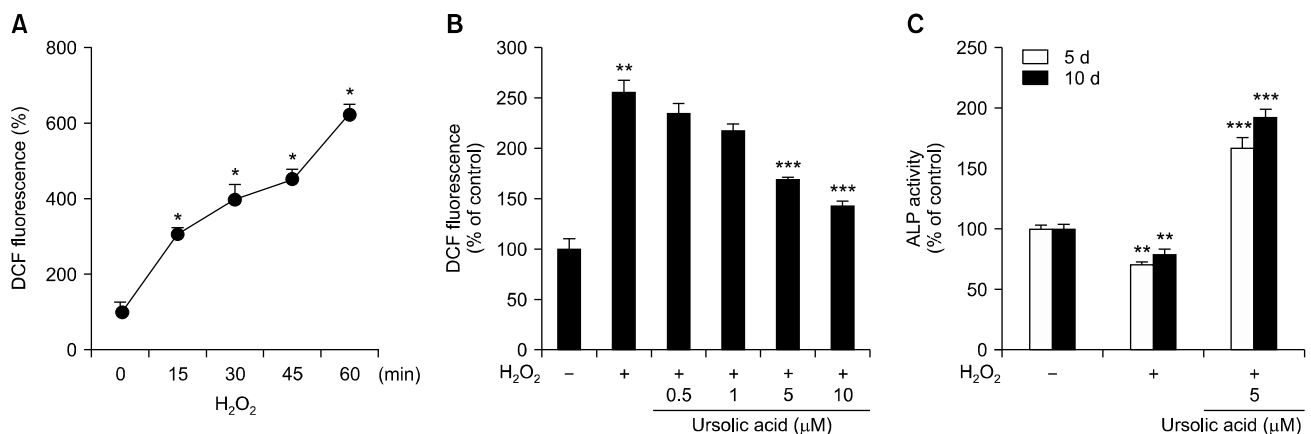 A
DCF fluorescence (%)
800
600
400
200
0
*
*
*
*
0 15 30 45 60 (min)
H₂O₂
B
DCF fluorescence
(% of control)
300
250
200
150
100
50
0
**
***
***
H₂O₂ – + + + + +
0.5 1 5 10
Ursolic acid (μM)
C
ALP activity
(% of control)
250
200
150
100
50
0
5 d
10 d
**
**
***
***
H₂O₂ – + +
5
Ursolic acid (μM)